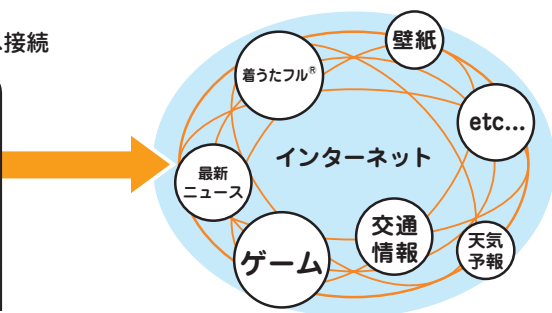 接続
壁紙
着うたフル®
etc...
インターネット
最新
ニュース
交通
情報
天気
予報
ゲーム